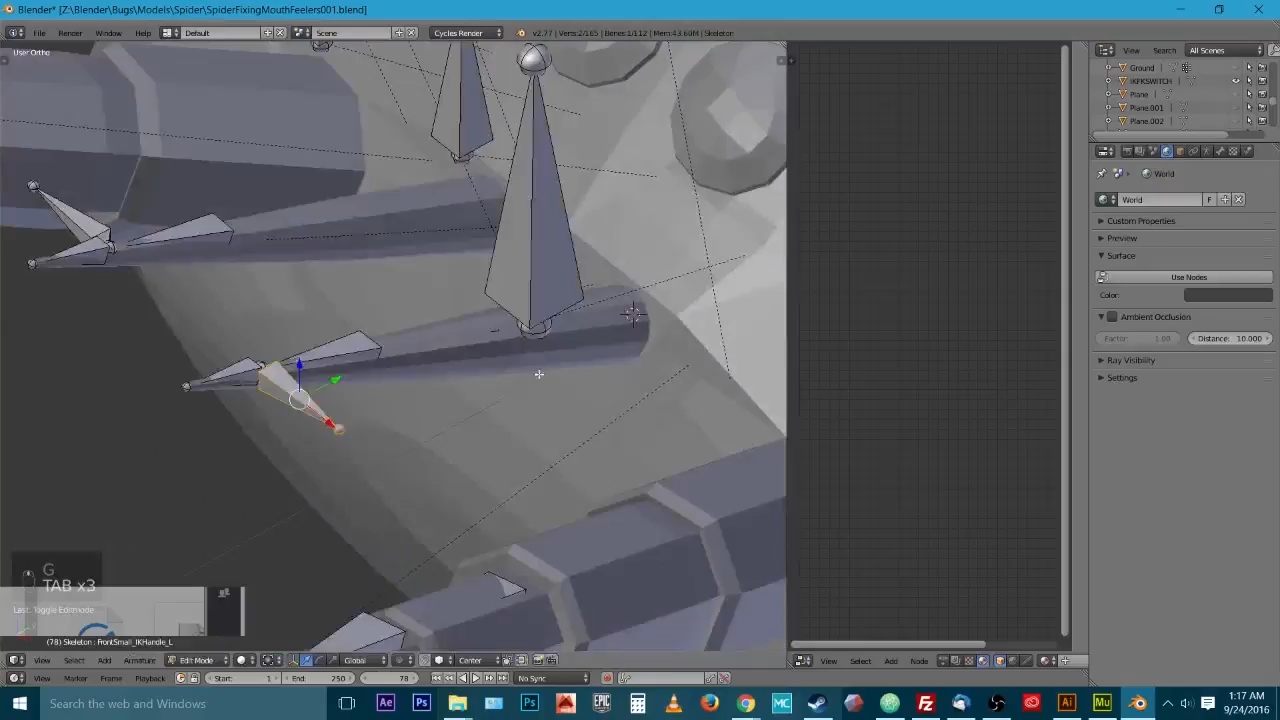 Blender* [Z:\Blender\Bugs\Models\Spider\SpiderFixingMouthFeelers001.blend]
File Render Window Help Default Scene Cycles Render v2.77 | Verts:2/165 | Bones:1/112 | Mem:43.60M | Skeleton
View Search All Scenes
User Ortho
Ground
IKFKSWITCH
Plane
Plane.001
Plane.002
World
World F
Custom Properties
Preview
Surface
Use Nodes
Color:
Ambient Occlusion
Factor: 1.00 Distance: 10.000
Ray Visibility
Settings
G
TAB x3
Last: Toggle Editmode
(78) Skeleton : FrontSmall_IKHandle_L
View Select Add Armature Edit Mode Global Center View Select Add Node
View Marker Frame Playback Start: 1 End: 250 78 No Sync
Search the web and Windows
1:17 AM
9/24/2016